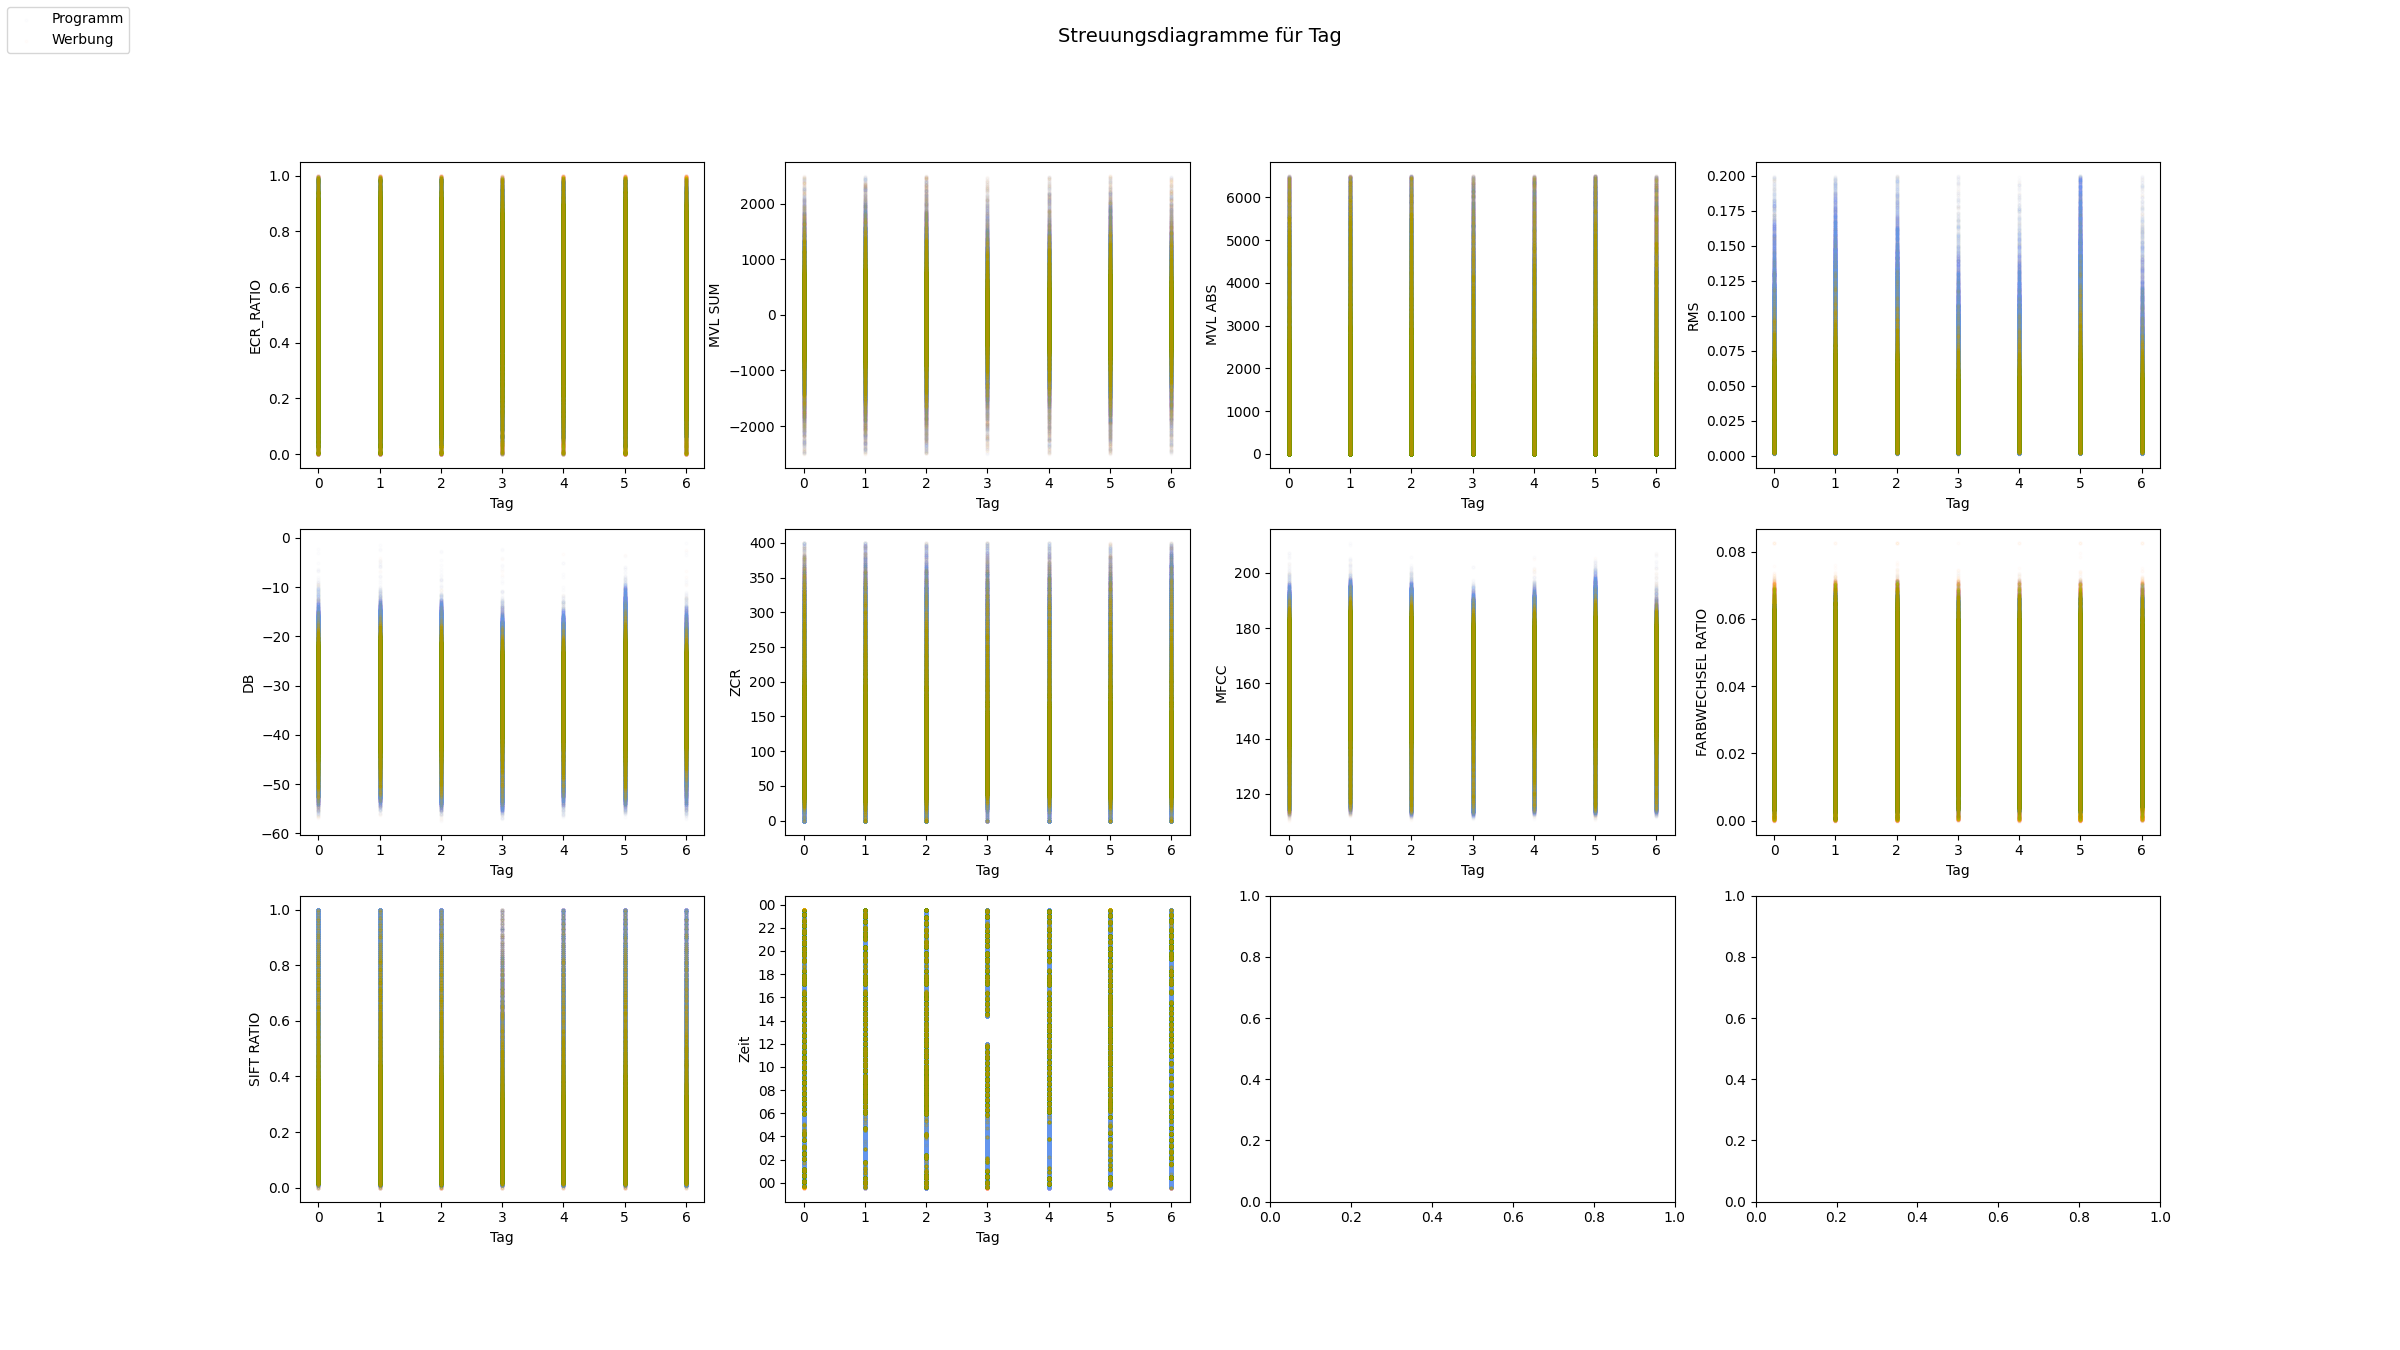 Programm
Werbung
Streuungsdiagramme für Tag
1.0
0.8
0.6
0.4
0.2
0.0
ECR_RATIO
0 1 2 3 4 5 6
Tag
2000
1000
0
−1000
−2000
MVL SUM
0 1 2 3 4 5 6
Tag
6000
5000
4000
3000
2000
1000
0
MVL ABS
0 1 2 3 4 5 6
Tag
0.200
0.175
0.150
0.125
0.100
0.075
0.050
0.025
0.000
RMS
0 1 2 3 4 5 6
Tag
0
−10
−20
−30
−40
−50
−60
DB
0 1 2 3 4 5 6
Tag
400
350
300
250
200
150
100
50
0
ZCR
0 1 2 3 4 5 6
Tag
200
180
160
140
120
MFCC
0 1 2 3 4 5 6
Tag
0.08
0.06
0.04
0.02
0.00
FARBWECHSEL RATIO
0 1 2 3 4 5 6
Tag
1.0
0.8
0.6
0.4
0.2
0.0
SIFT RATIO
0 1 2 3 4 5 6
Tag
00
22
20
18
16
14
12
10
08
06
04
02
00
Zeit
0 1 2 3 4 5 6
Tag
1.0
0.8
0.6
0.4
0.2
0.0
0.0 0.2 0.4 0.6 0.8 1.0
1.0
0.8
0.6
0.4
0.2
0.0
0.0 0.2 0.4 0.6 0.8 1.0